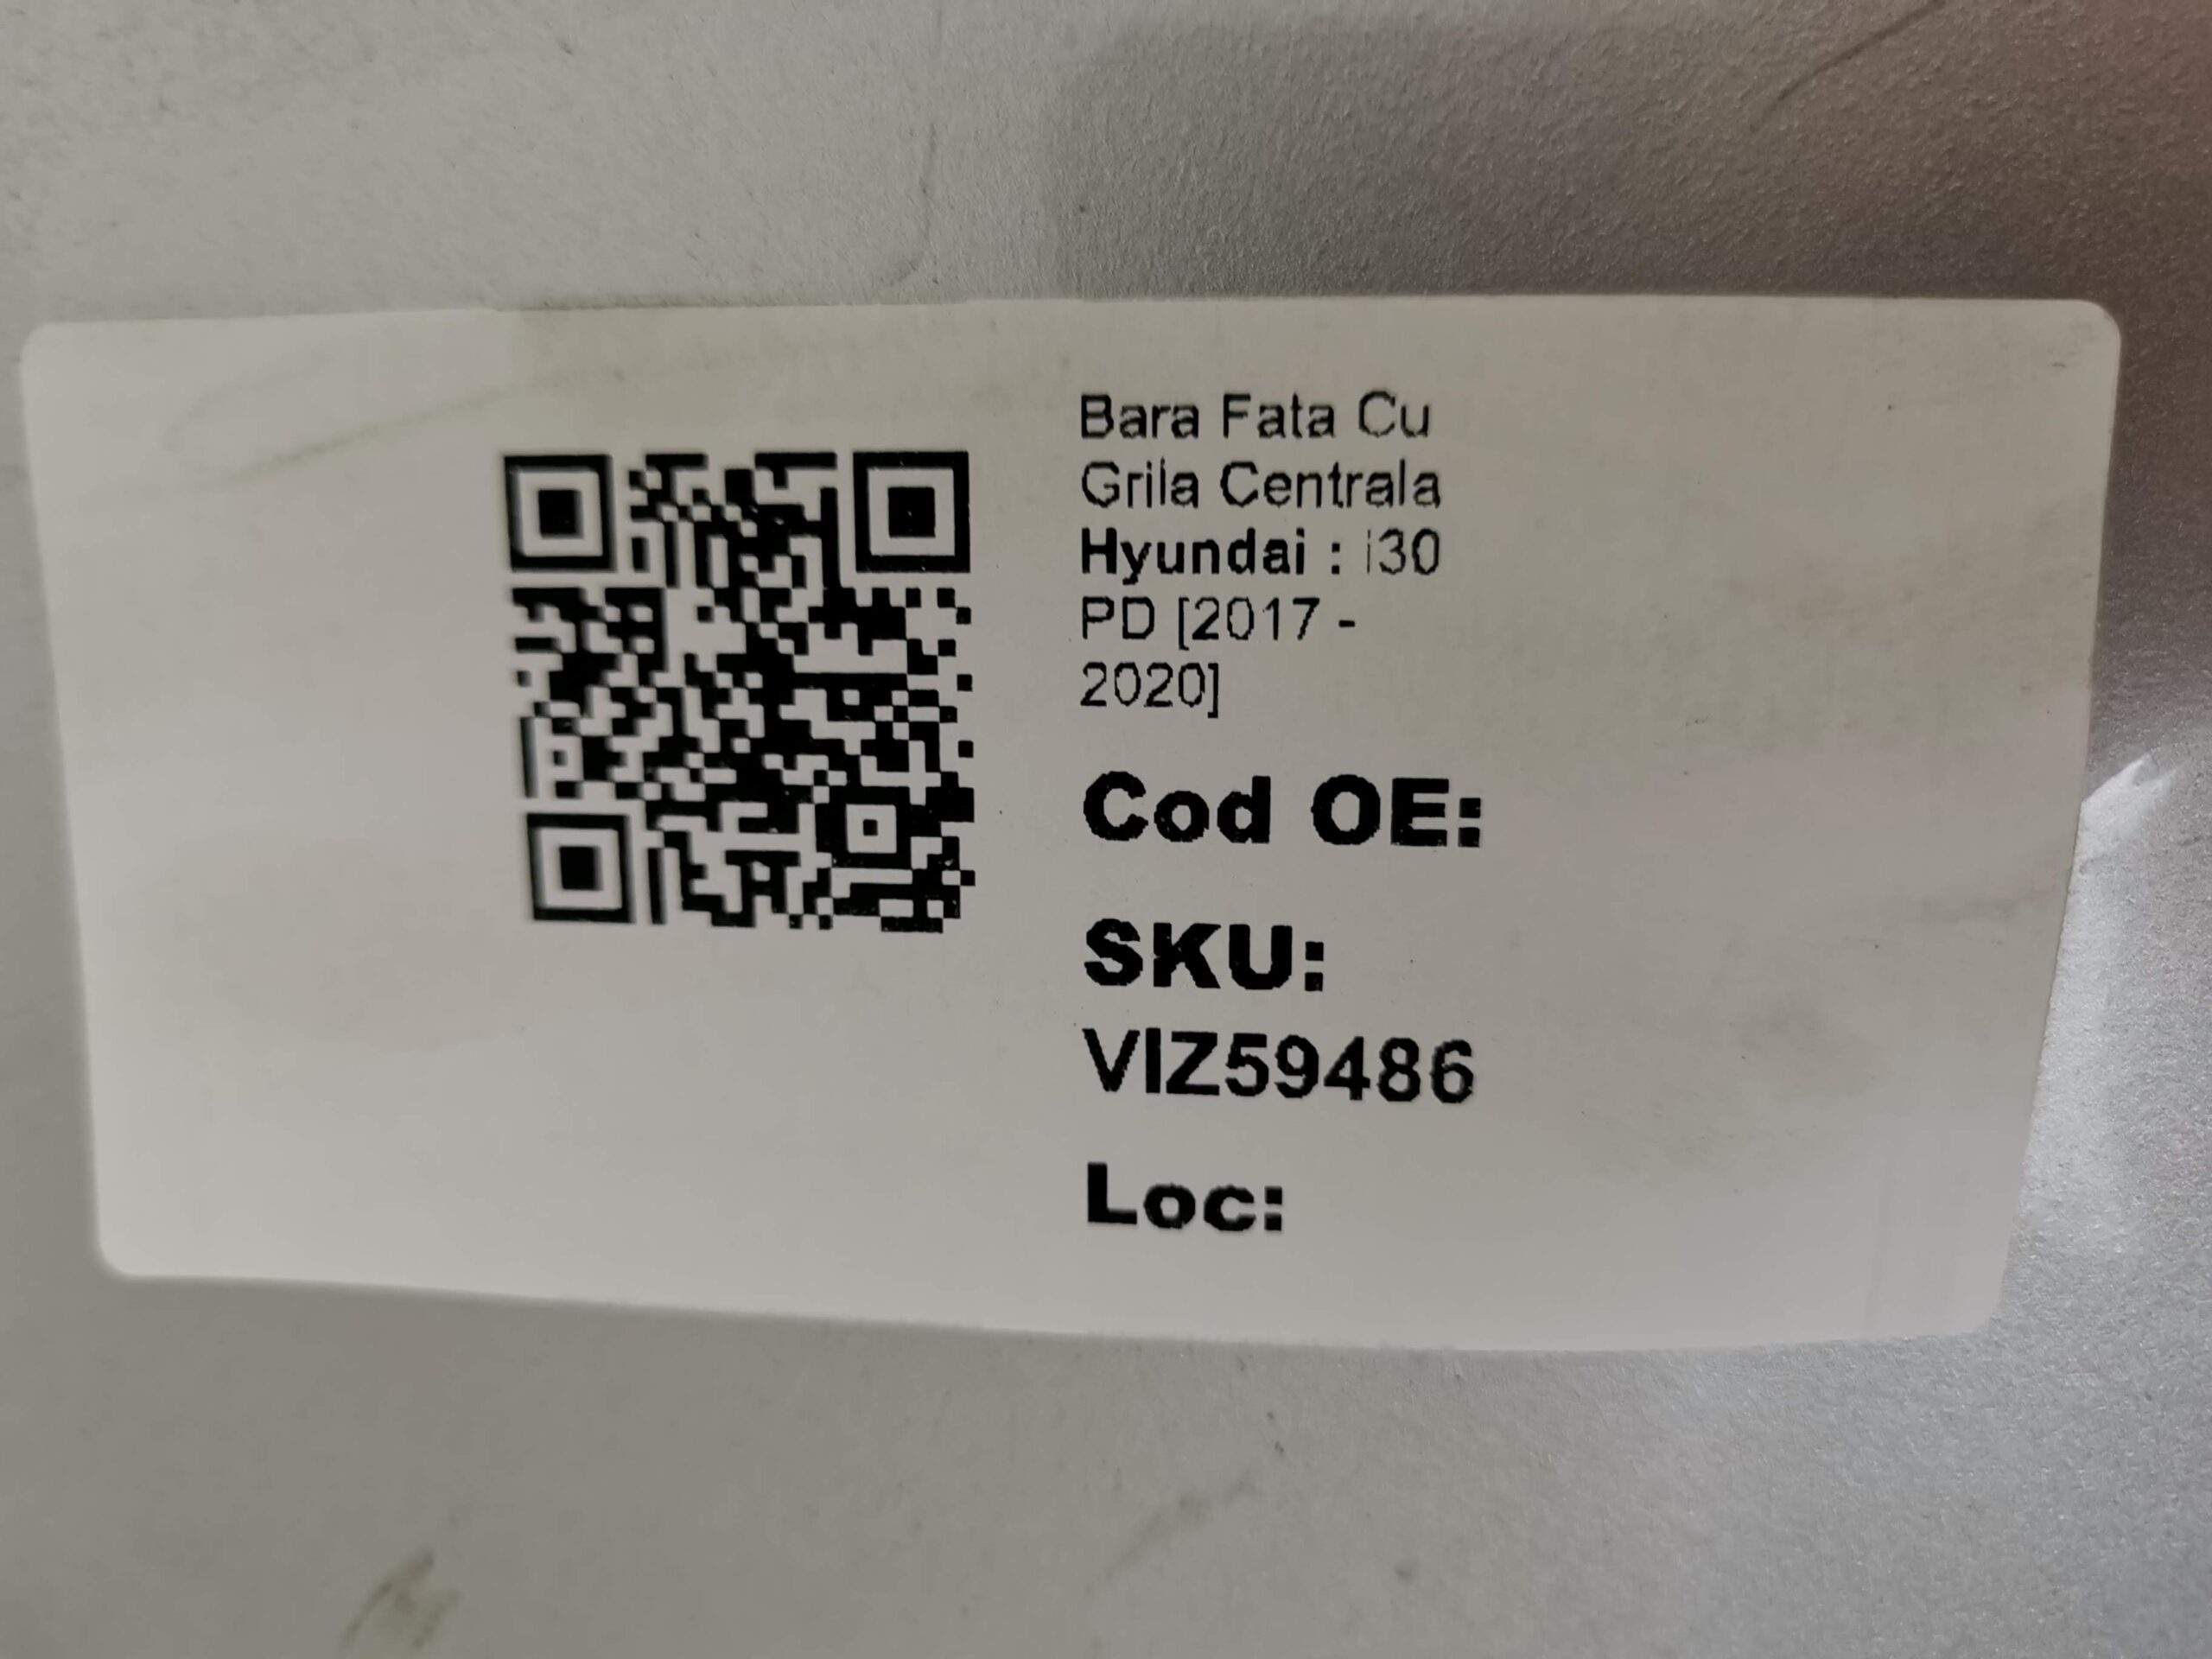 Bara Fata Cu
Grila Centrala
Hyundai : i30
PD [2017 -
2020]
Cod OE:
SKU:
VIZ59486
Loc: